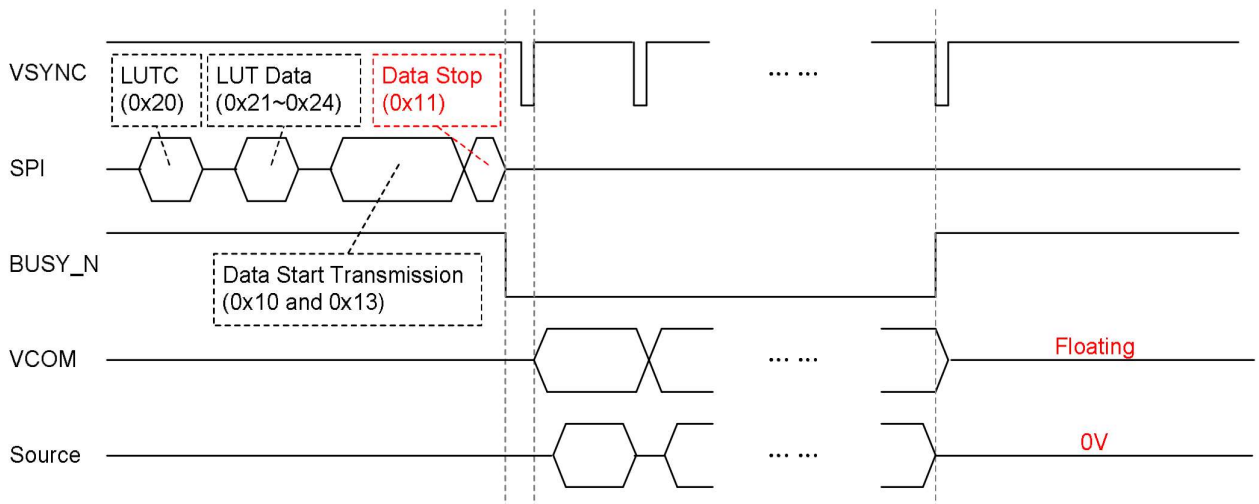 VSYNC
LUTC
(0x20)
LUT Data
(0x21~0x24)
Data Stop
(0x11)
... ...
SPI
BUSY_N
Data Start Transmission
(0x10 and 0x13)
VCOM
... ...
Floating
Source
... ...
0V